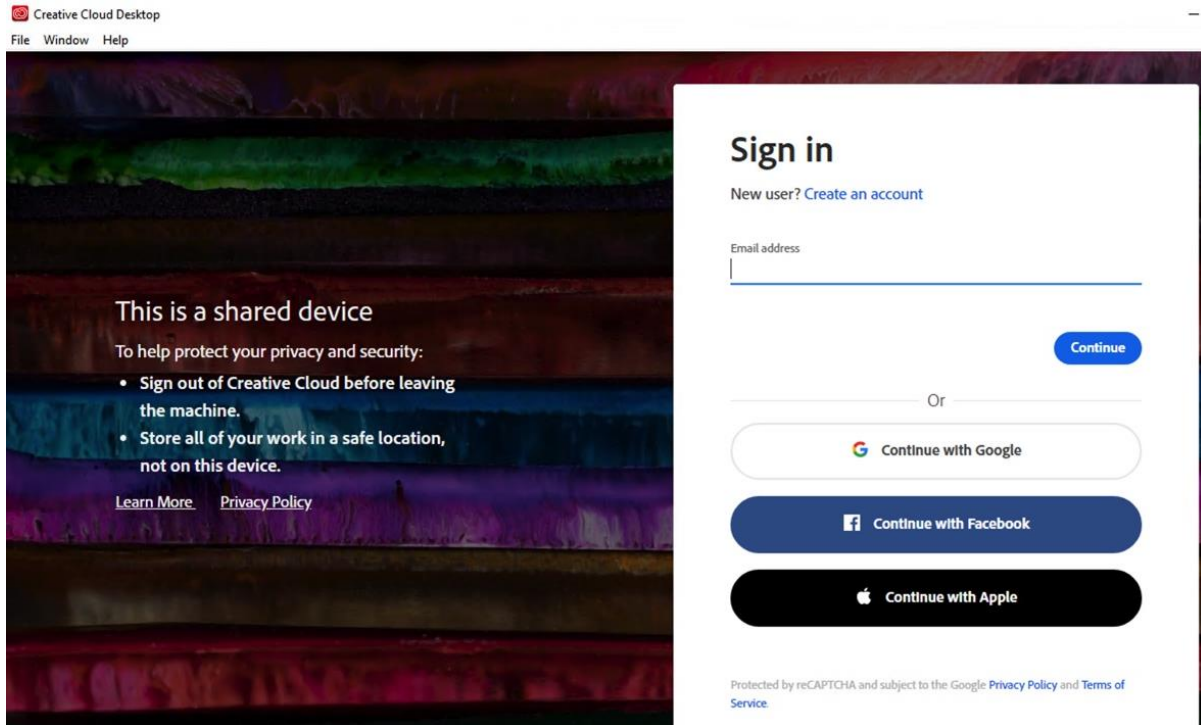 Creative Cloud Desktop
File Window Help
This is a shared device
To help protect your privacy and security:
• Sign out of Creative Cloud before leaving
the machine.
• Store all of your work in a safe location,
not on this device.
Learn More Privacy Policy
Sign in
New user? Create an account
Email address
Continue
Or
Continue with Google
Continue with Facebook
Continue with Apple
Protected by reCAPTCHA and subject to the Google Privacy Policy and Terms of
Service.